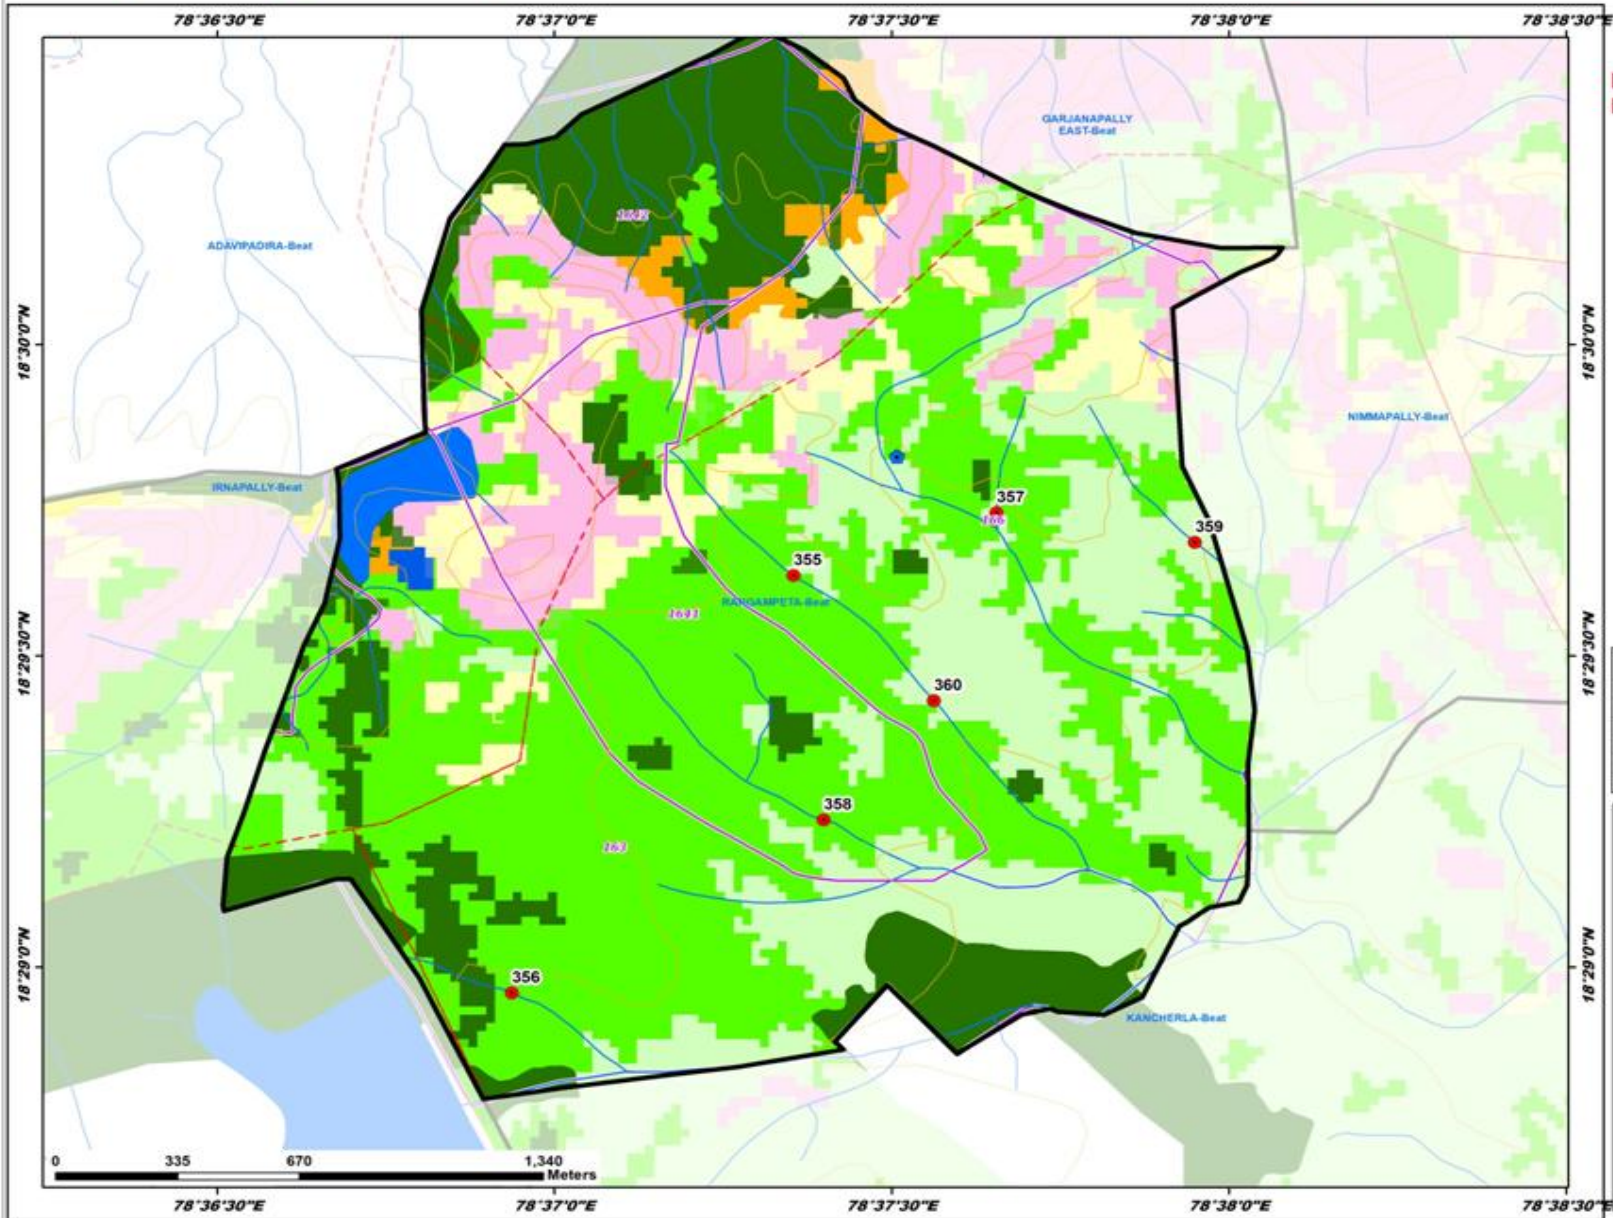 78°36'30"E
78°37'0"E
78°37'30"E
78°38'0"E
78°38'30"E
GARJANAPALLY
EAST-Beat
1642
ADAVIPADIRA-Beat
18°30'0"N
18°30'0"N
NIMMAPALLY-Beat
IRNAPALLY-Beat
357
166
359
355
RANGAMPETA-Beat
1641
18°29'30"N
18°29'30"N
360
358
163
18°29'0"N
18°29'0"N
356
KANCHERLA-Beat
0
335
670
1,340
Meters
78°36'30"E
78°37'0"E
78°37'30"E
78°38'0"E
78°38'30"E